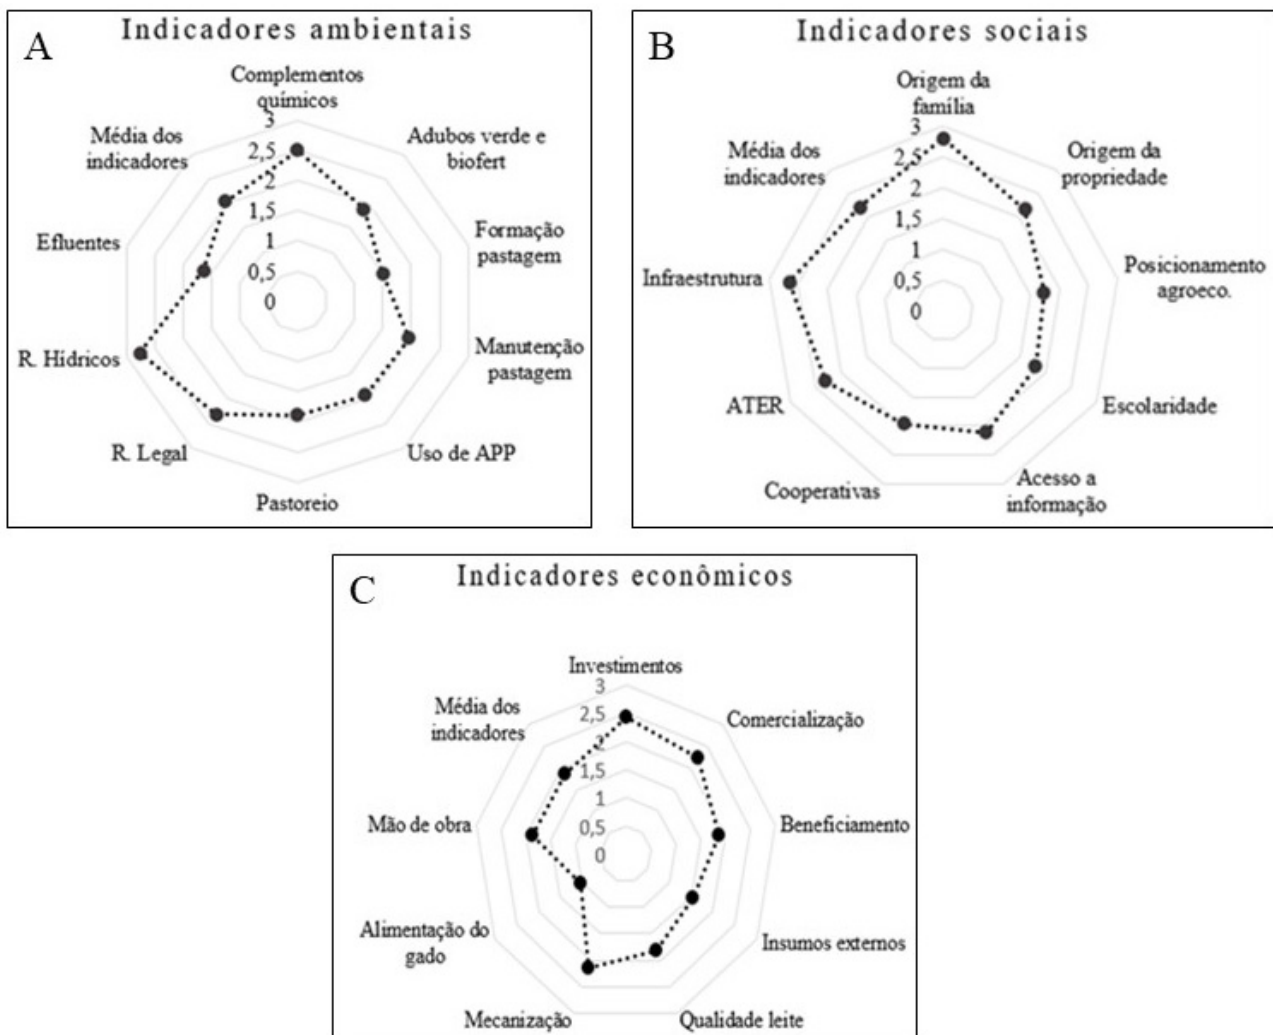 A
Indicadores ambientais
Complementos
químicos
Média dos
indicadores
Adubos verde e
biofert
3
2,5
2
1,5
1
0,5
0
Efluentes
Formação
pastagem
R. Hídricos
Manutenção
pastagem
R. Legal
Uso de APP
Pastoreio
B
Indicadores sociais
Origem da
família
Média dos
indicadores
Origem da
propriedade
3
2,5
2
1,5
1
0,5
0
Infraestrutura
Posicionamento
agroeco.
ATER
Escolaridade
Cooperativas
Acesso a
informação
C
Indicadores econômicos
Investimentos
Média dos
indicadores
Comercialização
3
2,5
2
1,5
1
0,5
0
Mão de obra
Beneficiamento
Alimentação do
gado
Insumos externos
Mecanização
Qualidade leite